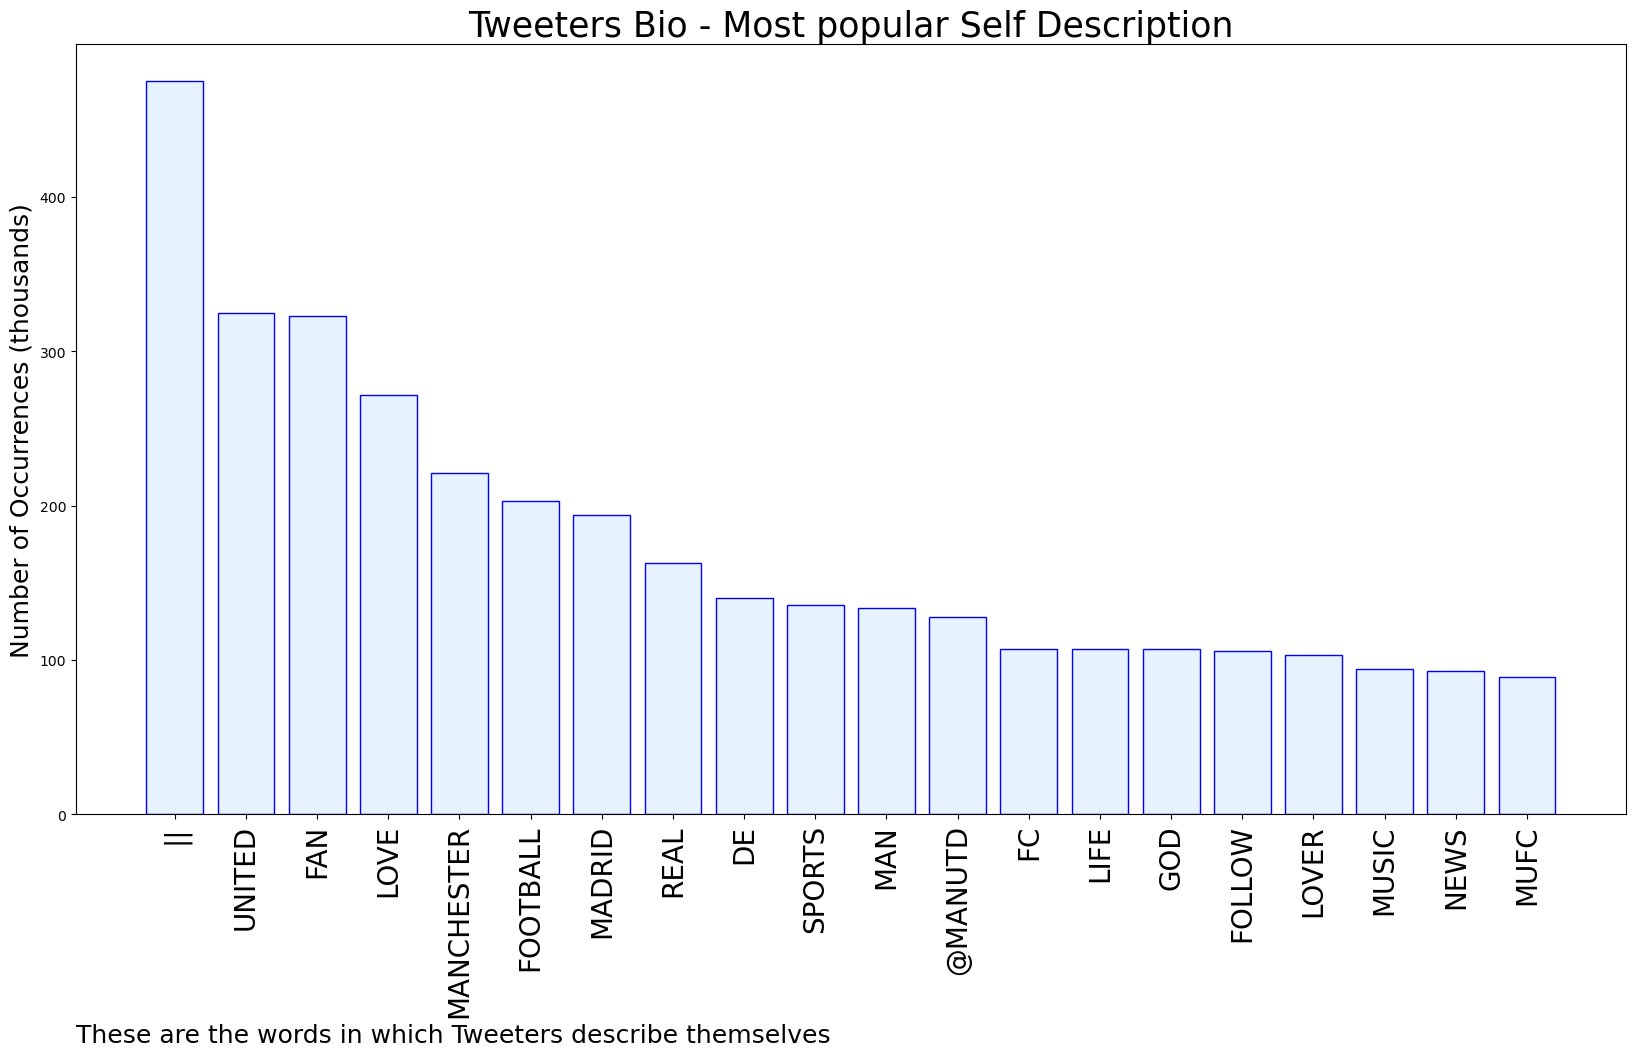 Tweeters Bio - Most popular Self Description
Number of Occurrences (thousands)
400
300
200
100
0
||
UNITED
FAN
LOVE
MANCHESTER
FOOTBALL
MADRID
REAL
DE
SPORTS
MAN
@MANUTD
FC
LIFE
GOD
FOLLOW
LOVER
MUSIC
NEWS
MUFC
These are the words in which Tweeters describe themselves